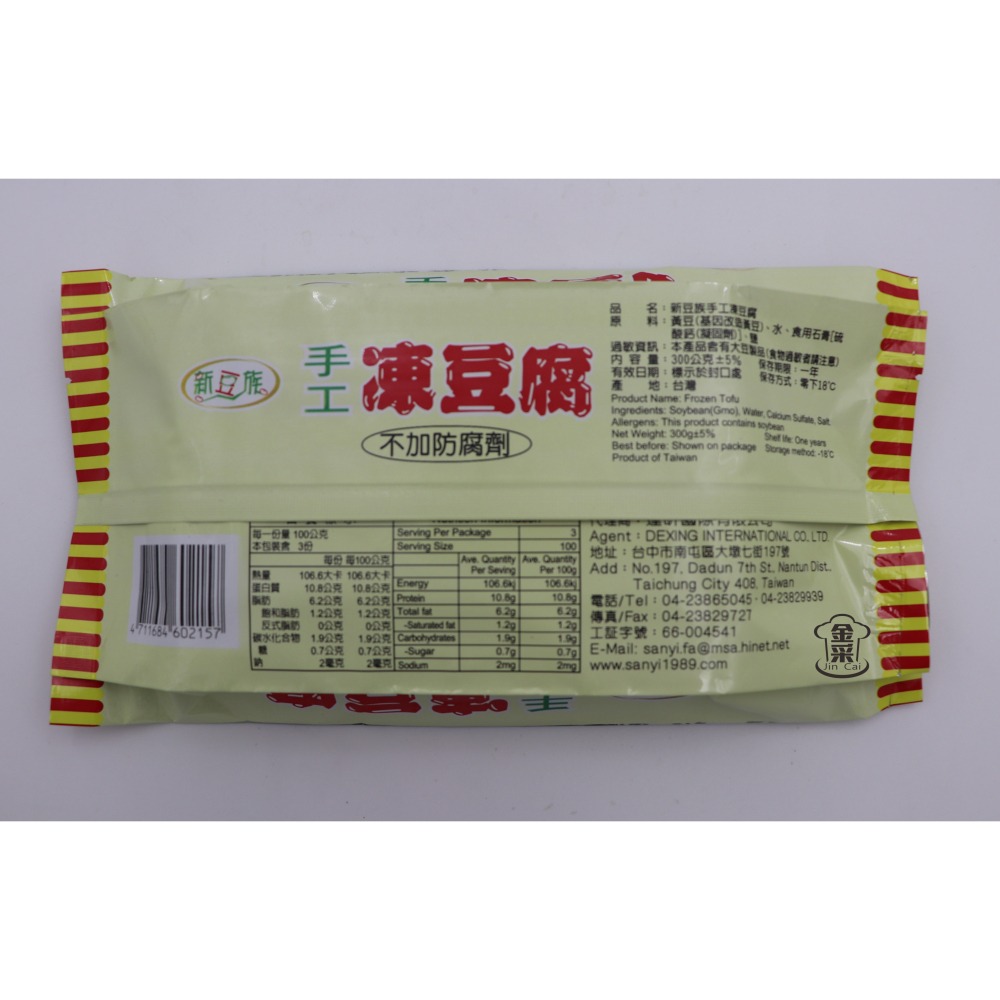 新豆族
手工
凍豆腐
不加防腐劑
品 名：新豆族手工凍豆腐
原 料：黃豆(基因改造黃豆)、水、食用石膏[硫
酸鈣(凝固劑)]、鹽
過敏資訊：本產品含有大豆製品(食物過敏者請注意)
內 容 量：300公克±5% 保存期限：一年
有效日期：標示於封口處 保存方式：零下18℃
產 地：台灣
Product Name: Frozen Tofu
Ingredients: Soybean(Gmo), Water, Calcium Sulfate, Salt.
Allergens: This product contains soybean
Net Weight: 300g±5% Shelf life: One years
Best before: Shown on package Storage method: -18℃
Product of Taiwan
每一份量 100公克
本包裝含 3份
每份 每100公克
熱量 106.6大卡 106.6大卡
蛋白質 10.8公克 10.8公克
脂肪 6.2公克 6.2公克
飽和脂肪 1.2公克 1.2公克
反式脂肪 0公克 0公克
碳水化合物 1.9公克 1.9公克
糖 0.7公克 0.7公克
鈉 2毫克 2毫克
Serving Per Package 3
Serving Size 100
Ave. Quantity Per Seving Ave. Quantity Per 100g
Energy 106.6kj 106.6kj
Protein 10.8g 10.8g
Total fat 6.2g 6.2g
-Saturated fat 1.2g 1.2g
Carbohydrates 1.9g 1.9g
-Sugar 0.7g 0.7g
Sodium 2mg 2mg
Agent：DEXING INTERNATIONAL CO., LTD.
地址：台中市南屯區大墩七街197號
Add：No.197, Dadun 7th St., Nantun Dist.,
Taichung City 408, Taiwan
電話/Tel：04-23865045·04-23829939
傳真/Fax：04-23829727
工証字號：66-004541
E-Mail: sanyi.fa@msa.hinet.net
www.sanyi1989.com
4711684602157
金菜
Jin Cai
手